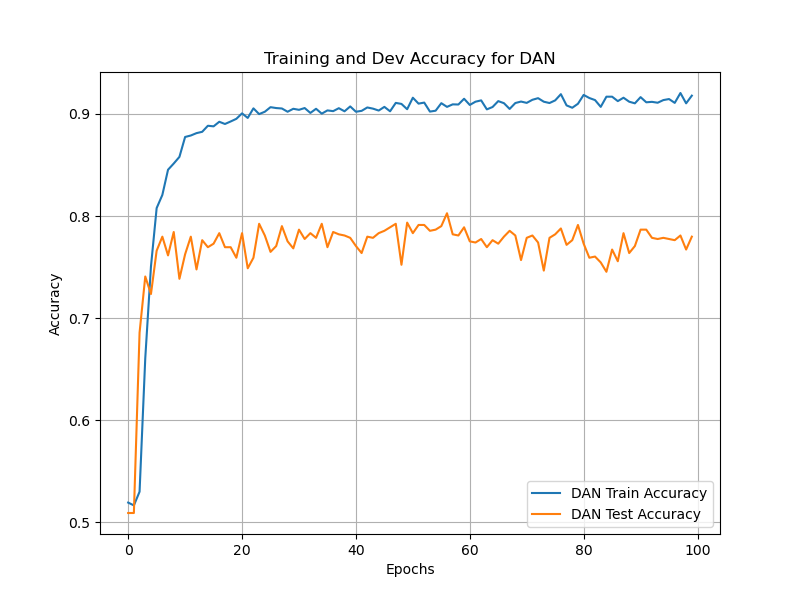 Training and Dev Accuracy for DAN
0.9
0.8
0.7
0.6
0.5
Accuracy
0
20
40
60
80
100
Epochs
DAN Train Accuracy
DAN Test Accuracy